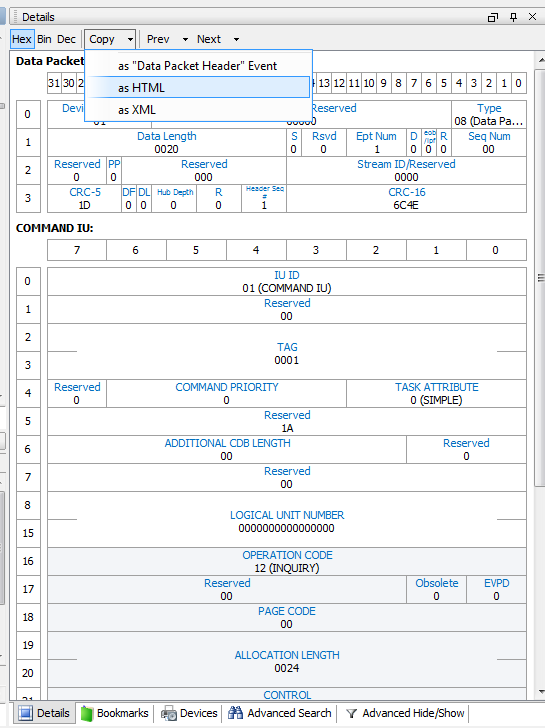 Details
Hex Bin Dec Copy Prev Next
Data Packet
as "Data Packet Header" Event
as HTML
as XML
31 30 2 14 13 12 11 10 9 8 7 6 5 4 3 2 1 0
0 Devi Reserved Type
01 00000 08 (Data Pa...
1 Data Length S Rsvd Ept Num D eob/lpf R Seq Num
0020 0 0 1 0 0 0 00
2 Reserved PP Reserved Stream ID/Reserved
0 0 000 0000
3 CRC-5 DF DL Hub Depth R Header Seq # CRC-16
1D 0 0 0 0 1 6C4E
COMMAND IU:
7 6 5 4 3 2 1 0
0 IU ID
01 (COMMAND IU)
1 Reserved
00
2
TAG
0001
3
4 Reserved COMMAND PRIORITY TASK ATTRIBUTE
0 0 0 (SIMPLE)
5 Reserved
1A
6 ADDITIONAL CDB LENGTH Reserved
00 0
7 Reserved
00
8
LOGICAL UNIT NUMBER
0000000000000000
15
16 OPERATION CODE
12 (INQUIRY)
17 Reserved Obsolete EVPD
00 0 0
18 PAGE CODE
00
19
ALLOCATION LENGTH
0024
20
CONTROL
Details Bookmarks Devices Advanced Search Advanced Hide/Show